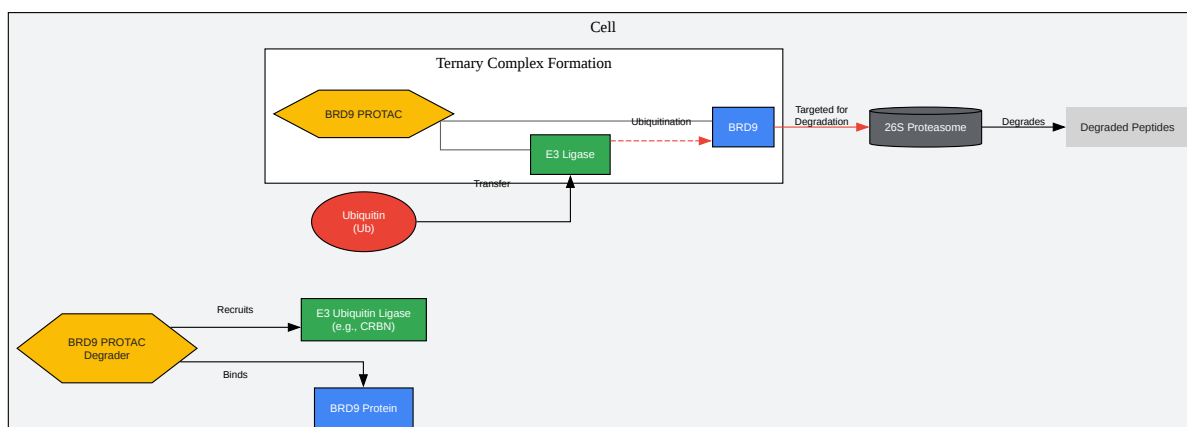 Cell
Ternary Complex Formation
BRD9 PROTAC
Ubiquitination
BRD9
Targeted for
Degradation
26S Proteasome
Degrades
Degraded Peptides
E3 Ligase
Transfer
Ubiquitin
(Ub)
Recruits
E3 Ubiquitin Ligase
(e.g., CRBN)
BRD9 PROTAC
Degrader
Binds
BRD9 Protein